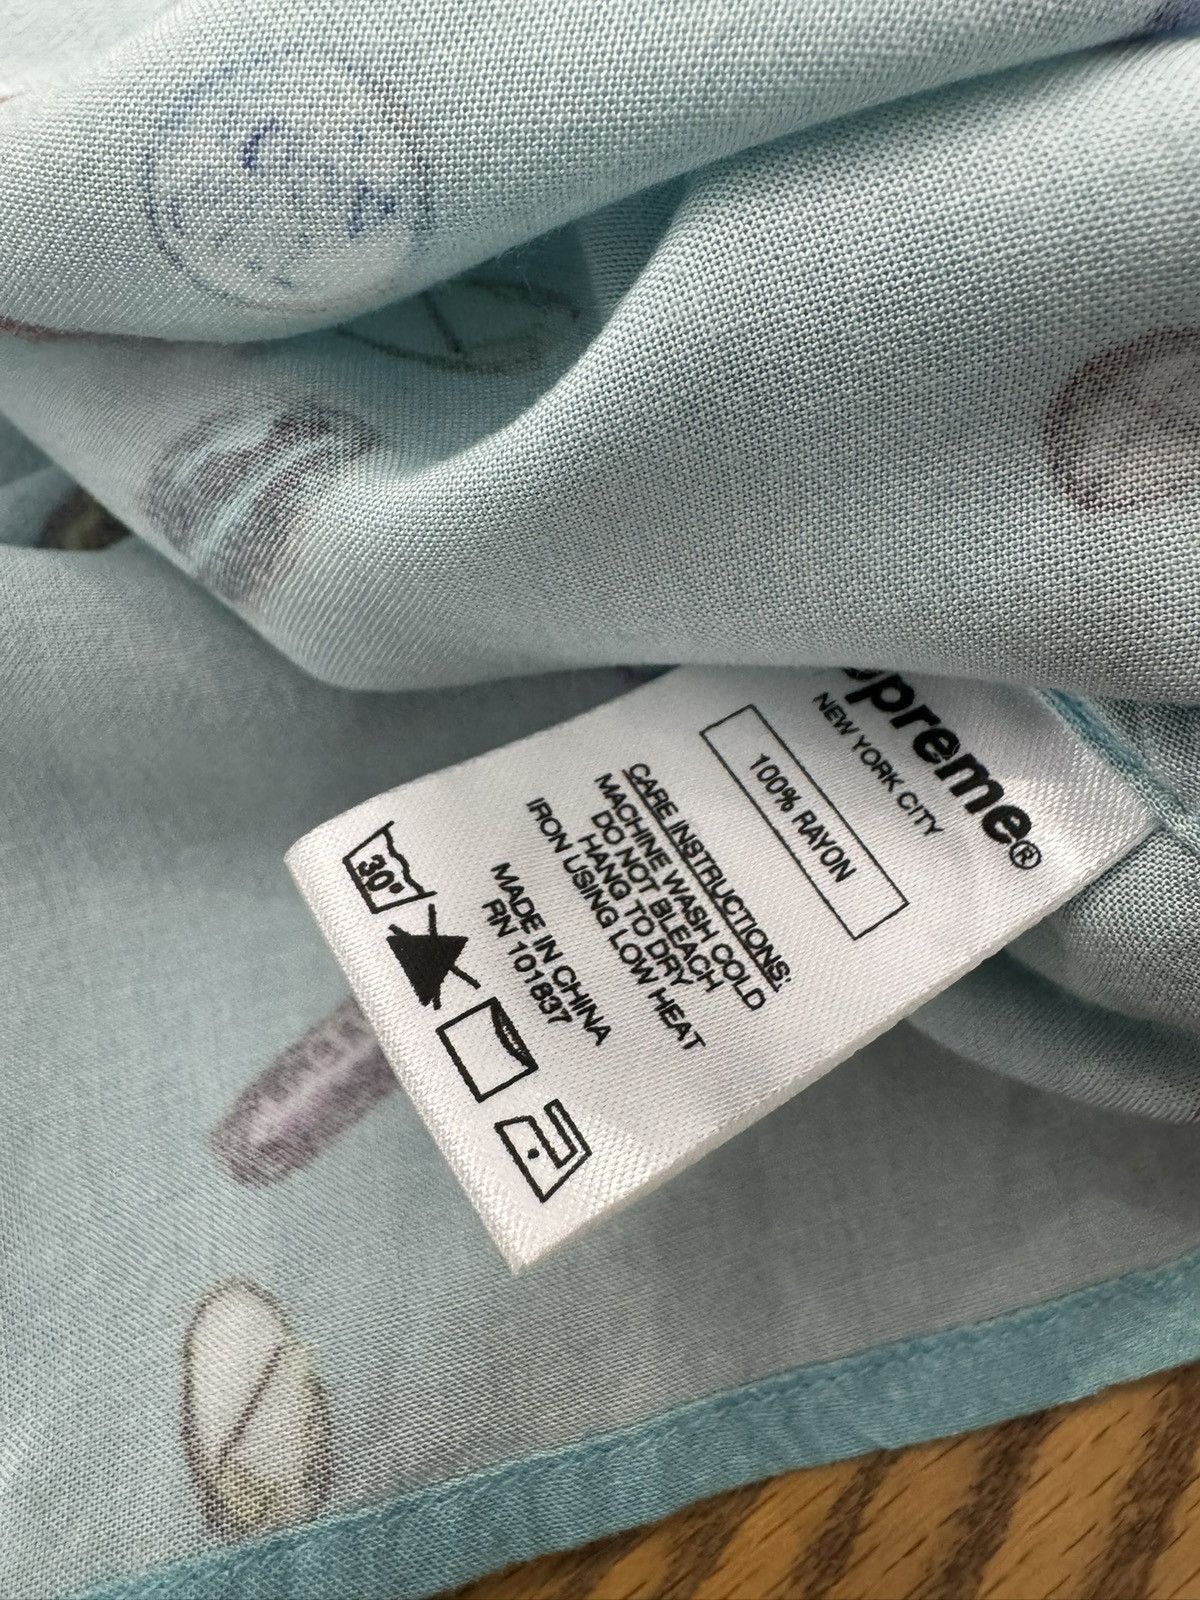 upreme®
NEW YORK CITY
100% RAYON
CARE INSTRUCTIONS:
MACHINE WASH COLD
DO NOT BLEACH
HANG TO DRY
IRON USING LOW HEAT
MADE IN CHINA
RN 101837
30°